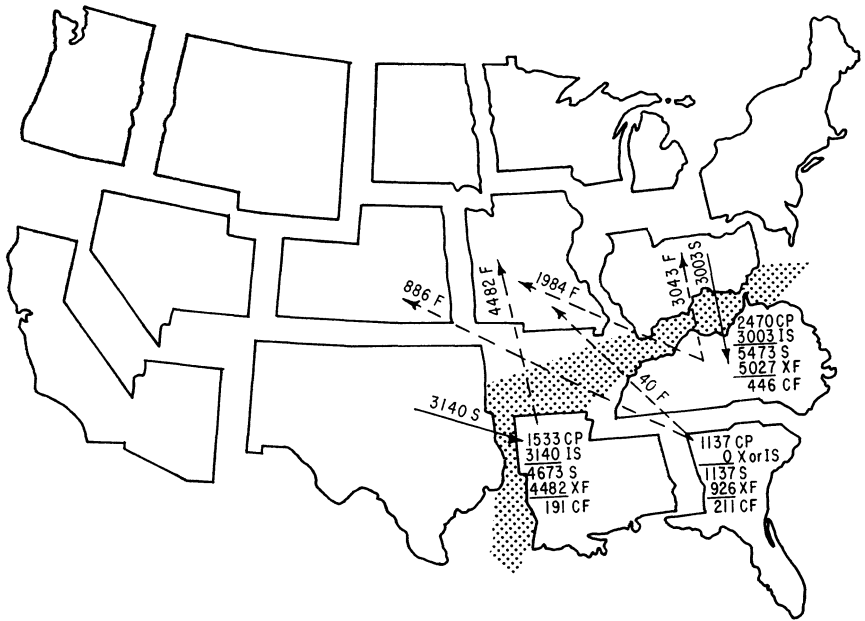 886 F
4482 F
1984 F
3043 F
3003 S
2470 CP
3003 IS
5473 S
5027 XF
446 CF
40 F
3140 S
1533 CP
3140 IS
4673 S
4482 XF
191 CF
1137 CP
0 X or IS
1137 S
926 XF
211 CF